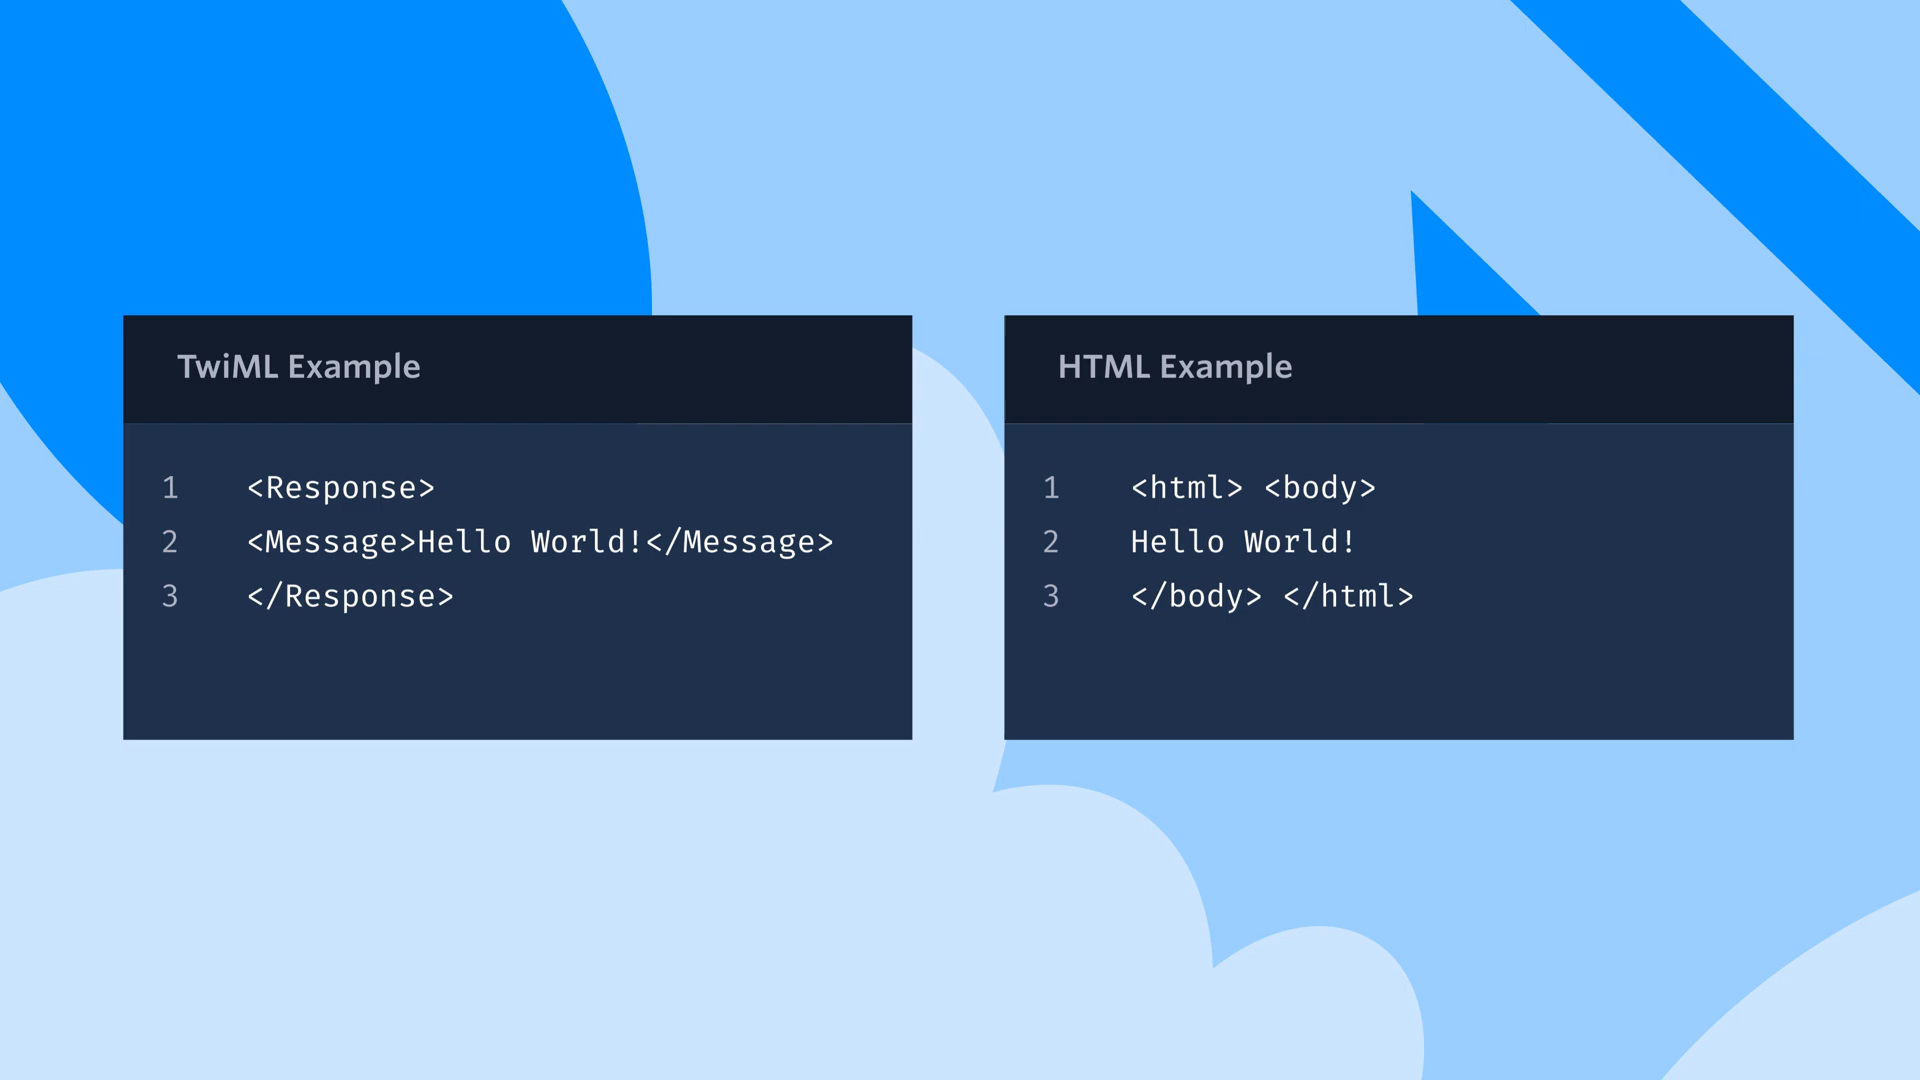 TwiML Example
1 <Response>
2 <Message>Hello World!</Message>
3 </Response>
HTML Example
1 <html> <body>
2 Hello World!
3 </body> </html>